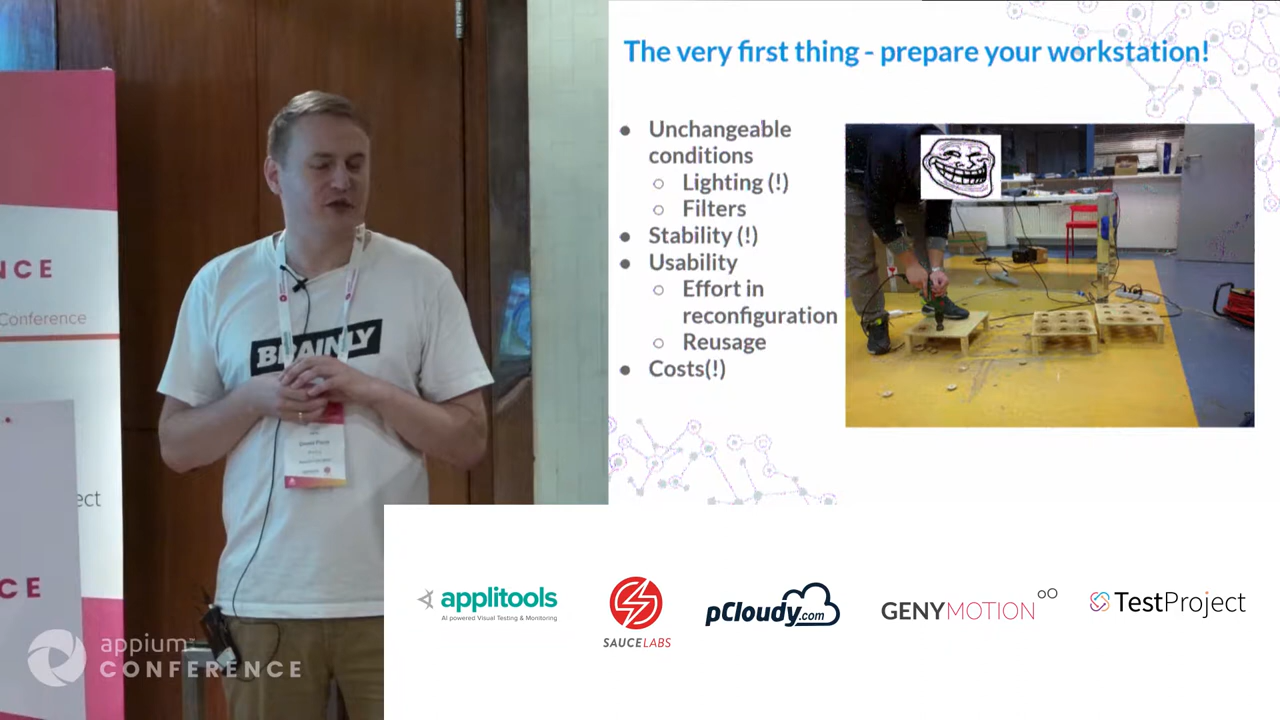 NCE
Conference
ect
CE
BRAINLY
appium
CONFERENCE
The very first thing - prepare your workstation!
● Unchangeable
conditions
○ Lighting (!)
○ Filters
● Stability (!)
● Usability
○ Effort in
reconfiguration
○ Reusage
● Costs(!)
applitools
AI powered Visual Testing & Monitoring
SAUCELABS
pCloudy.com
GENYMOTION
TestProject